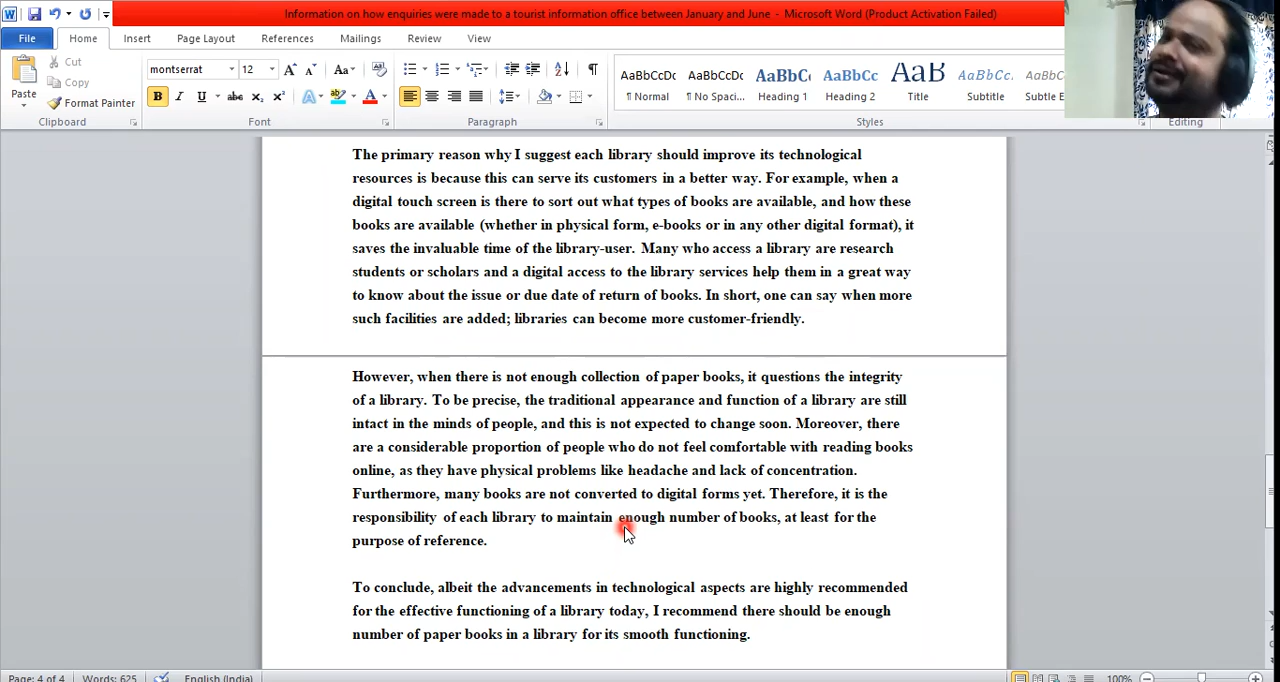 Information on how enquiries were made to a tourist information office between January and June - Microsoft Word (Product Activation Failed)
File Home Insert Page Layout References Mailings Review View
Cut
Copy
Format Painter
Paste
montserrat 12
AaBbCcDc AaBbCcDc AaBbC AaBbCc AaB AaBbCc. AaBbC
¶ Normal ¶ No Spaci... Heading 1 Heading 2 Title Subtitle Subtle E
Clipboard Font Paragraph Styles Editing
The primary reason why I suggest each library should improve its technological
resources is because this can serve its customers in a better way. For example, when a
digital touch screen is there to sort out what types of books are available, and how these
books are available (whether in physical form, e-books or in any other digital format), it
saves the invaluable time of the library-user. Many who access a library are research
students or scholars and a digital access to the library services help them in a great way
to know about the issue or due date of return of books. In short, one can say when more
such facilities are added; libraries can become more customer-friendly.
However, when there is not enough collection of paper books, it questions the integrity
of a library. To be precise, the traditional appearance and function of a library are still
intact in the minds of people, and this is not expected to change soon. Moreover, there
are a considerable proportion of people who do not feel comfortable with reading books
online, as they have physical problems like headache and lack of concentration.
Furthermore, many books are not converted to digital forms yet. Therefore, it is the
responsibility of each library to maintain enough number of books, at least for the
purpose of reference.
To conclude, albeit the advancements in technological aspects are highly recommended
for the effective functioning of a library today, I recommend there should be enough
number of paper books in a library for its smooth functioning.
Page: 4 of 4 Words: 625 English (India) 100%